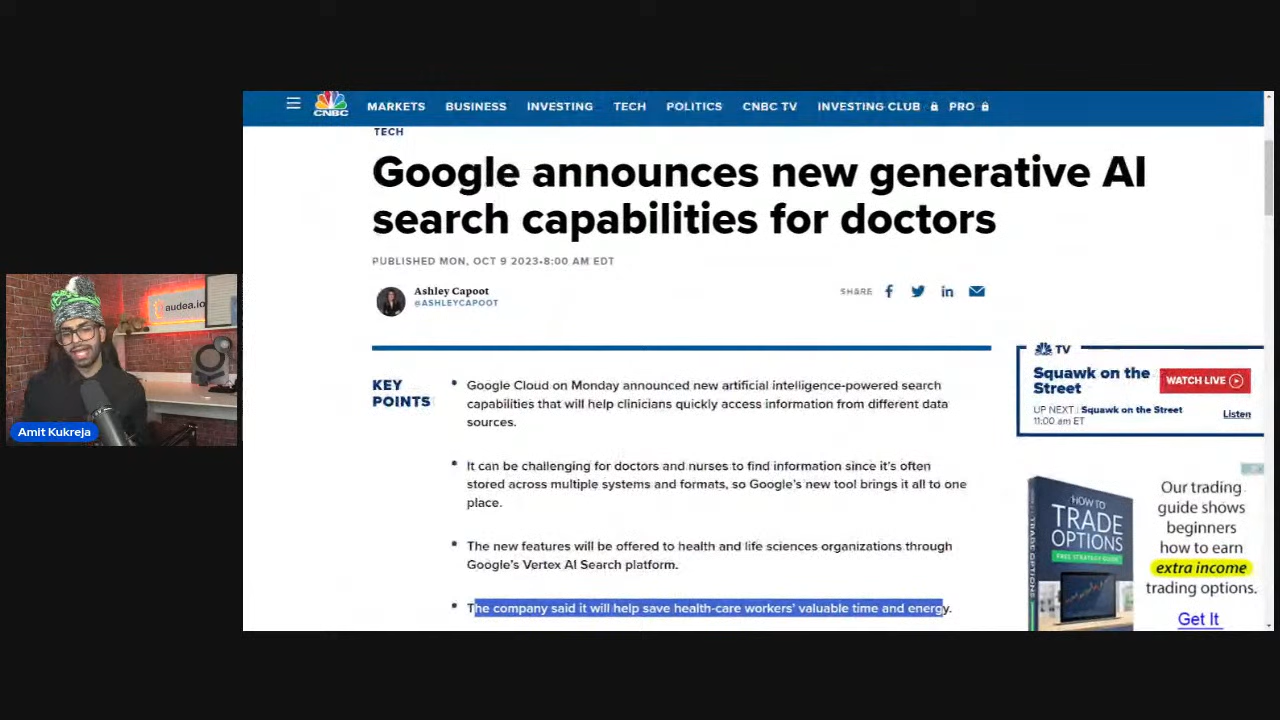 CNBC
MARKETS BUSINESS INVESTING TECH POLITICS CNBC TV INVESTING CLUB PRO
TECH
Google announces new generative AI
search capabilities for doctors
PUBLISHED MON, OCT 9 2023•8:00 AM EDT
Ashley Capoot
@ASHLEYCAPOOT
SHARE
KEY
POINTS
• Google Cloud on Monday announced new artificial intelligence-powered search
capabilities that will help clinicians quickly access information from different data
sources.
• It can be challenging for doctors and nurses to find information since it’s often
stored across multiple systems and formats, so Google’s new tool brings it all to one
place.
• The new features will be offered to health and life sciences organizations through
Google’s Vertex AI Search platform.
• The company said it will help save health-care workers’ valuable time and energy.
TV
Squawk on the
Street
WATCH LIVE
UP NEXT | Squawk on the Street
11:00 am ET
Listen
HOW TO
TRADE
OPTIONS
FREE STRATEGY GUIDE
Our trading
guide shows
beginners
how to earn
extra income
trading options.
Get It
audea.io
Amit Kukreja